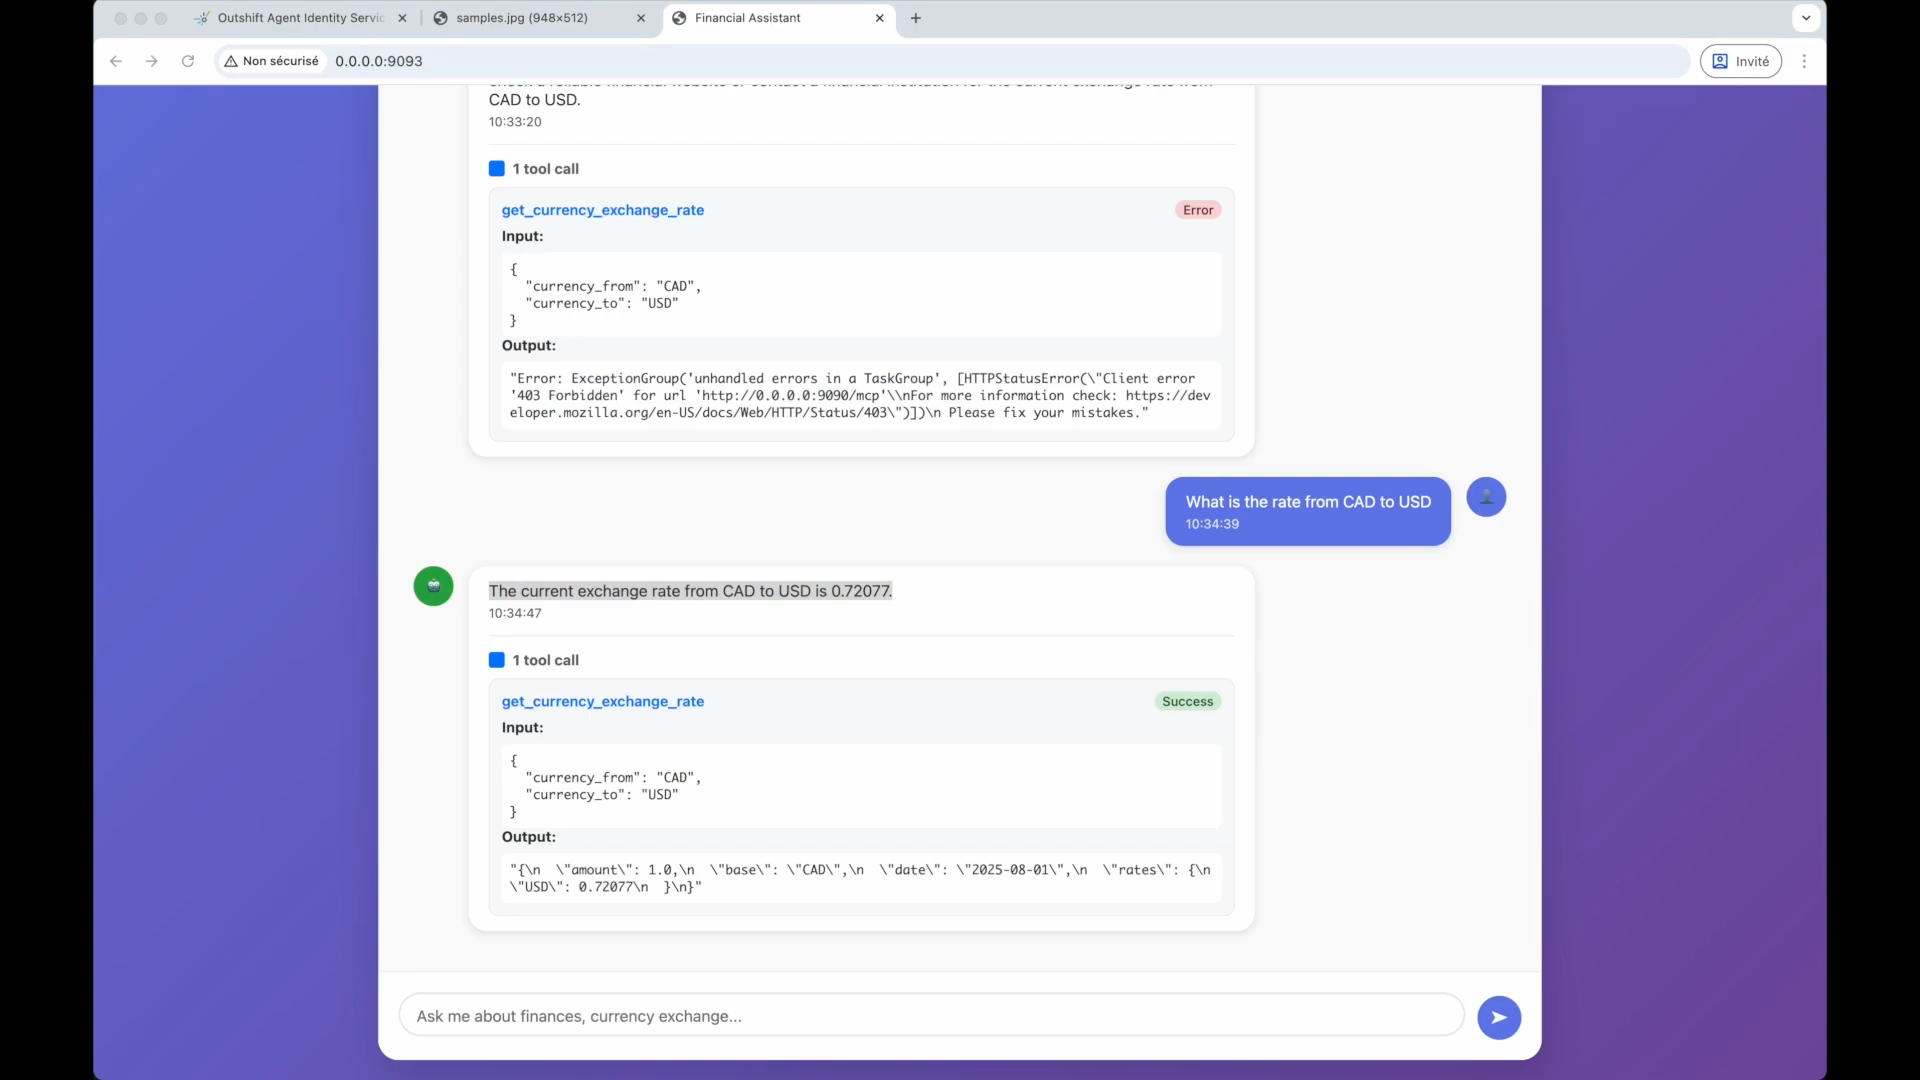 Outshift Agent Identity Servic
samples.jpg (948×512)
Financial Assistant
Non sécurisé
0.0.0.0:9093
Invité
CAD to USD.
10:33:20
1 tool call
get_currency_exchange_rate
Error
Input:
{
"currency_from": "CAD",
"currency_to": "USD"
}
Output:
"Error: ExceptionGroup('unhandled errors in a TaskGroup', [HTTPStatusError(\"Client error
'403 Forbidden' for url 'http://0.0.0.0:9090/mcp'\\nFor more information check: https://dev
eloper.mozilla.org/en-US/docs/Web/HTTP/Status/403\")])\n Please fix your mistakes."
What is the rate from CAD to USD
10:34:39
The current exchange rate from CAD to USD is 0.72077.
10:34:47
1 tool call
get_currency_exchange_rate
Success
Input:
{
"currency_from": "CAD",
"currency_to": "USD"
}
Output:
"{\n  \"amount\": 1.0,\n  \"base\": \"CAD\",\n  \"date\": \"2025-08-01\",\n  \"rates\": {\n
\"USD\": 0.72077\n  }\n}"
Ask me about finances, currency exchange...